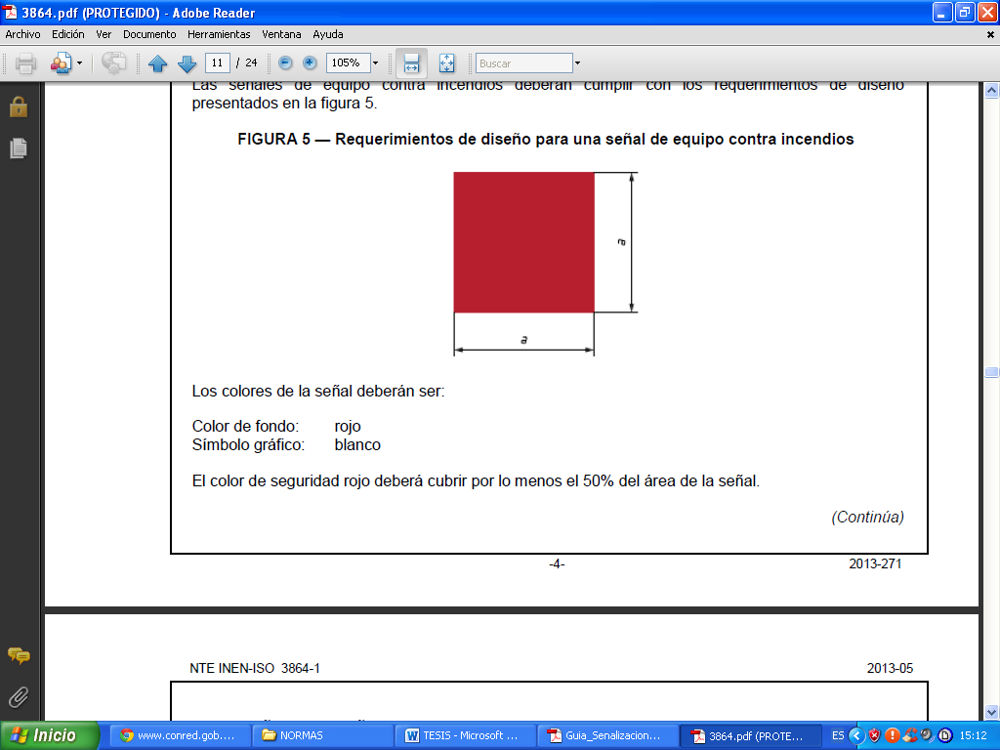 3864.pdf (PROTEGIDO) - Adobe Reader
Archivo Edición Ver Documento Herramientas Ventana Ayuda
11 / 24 105% Buscar
Las señales de equipo contra incendios deberán cumplir con los requerimientos de diseño
presentados en la figura 5.
FIGURA 5 — Requerimientos de diseño para una señal de equipo contra incendios
a
a
Los colores de la señal deberán ser:
Color de fondo: rojo
Símbolo gráfico: blanco
El color de seguridad rojo deberá cubrir por lo menos el 50% del área de la señal.
(Continúa)
-4- 2013-271
NTE INEN-ISO 3864-1 2013-05
Inicio www.conred.gob.... NORMAS TESIS - Microsoft ... Guia_Senalizacion... 3864.pdf (PROTE... ES 15:12